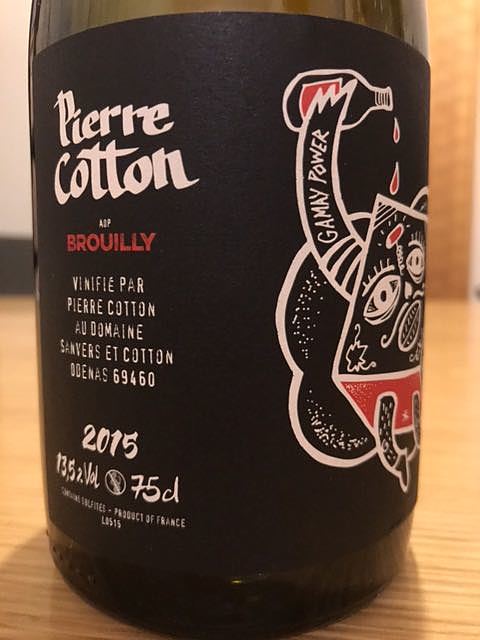 Pierre
Cotton
AOP
BROUILLY
VINIFIÉ PAR
PIERRE COTTON
AU DOMAINE
SANVERS ET COTTON
ODENAS 69460
2015
13,5%Vol 75cl
CONTAINS SULFITES - PRODUCT OF FRANCE
L0515
GAMAY POWER